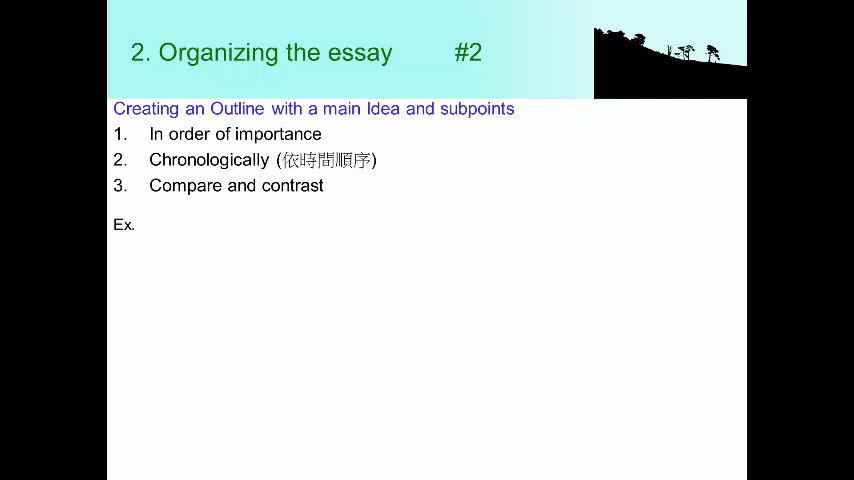 2. Organizing the essay #2
Creating an Outline with a main Idea and subpoints
1. In order of importance
2. Chronologically (依時間順序)
3. Compare and contrast
Ex.